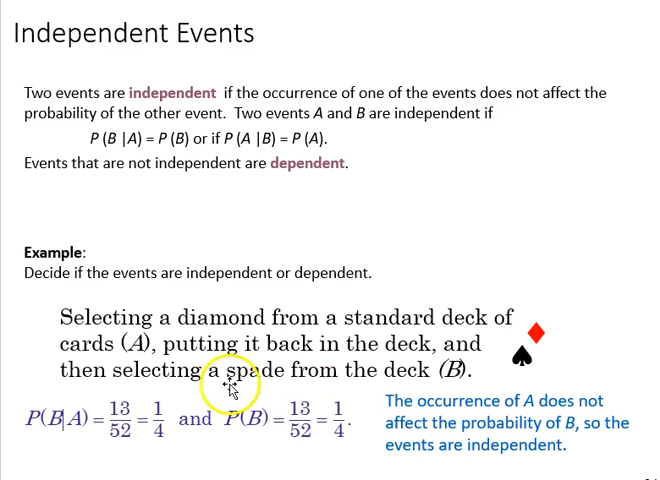 Independent Events
Two events are independent if the occurrence of one of the events does not affect the
probability of the other event. Two events A and B are independent if
P (B |A) = P (B) or if P (A |B) = P (A).
Events that are not independent are dependent.
Example:
Decide if the events are independent or dependent.
Selecting a diamond from a standard deck of
cards (A), putting it back in the deck, and
then selecting a spade from the deck (B).
P(B|A) = 13/52 = 1/4 and P(B) = 13/52 = 1/4.
The occurrence of A does not
affect the probability of B, so the
events are independent.